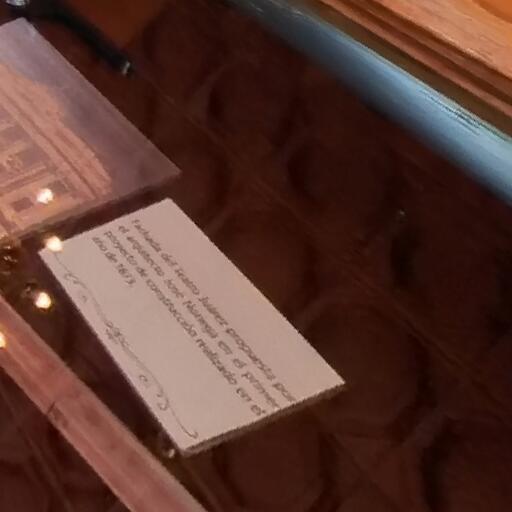 Fachada del Teatro Juárez propuesta por
el arquitecto José Noriega en el primer
proyecto de construcción realizado en el
año de 1873.